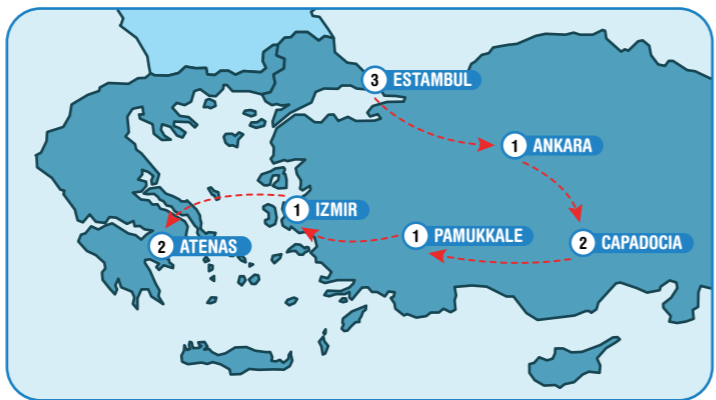 3 ESTAMBUL
1 ANKARA
1 IZMIR
1 PAMUKKALE
2 CAPADOCIA
2 ATENAS